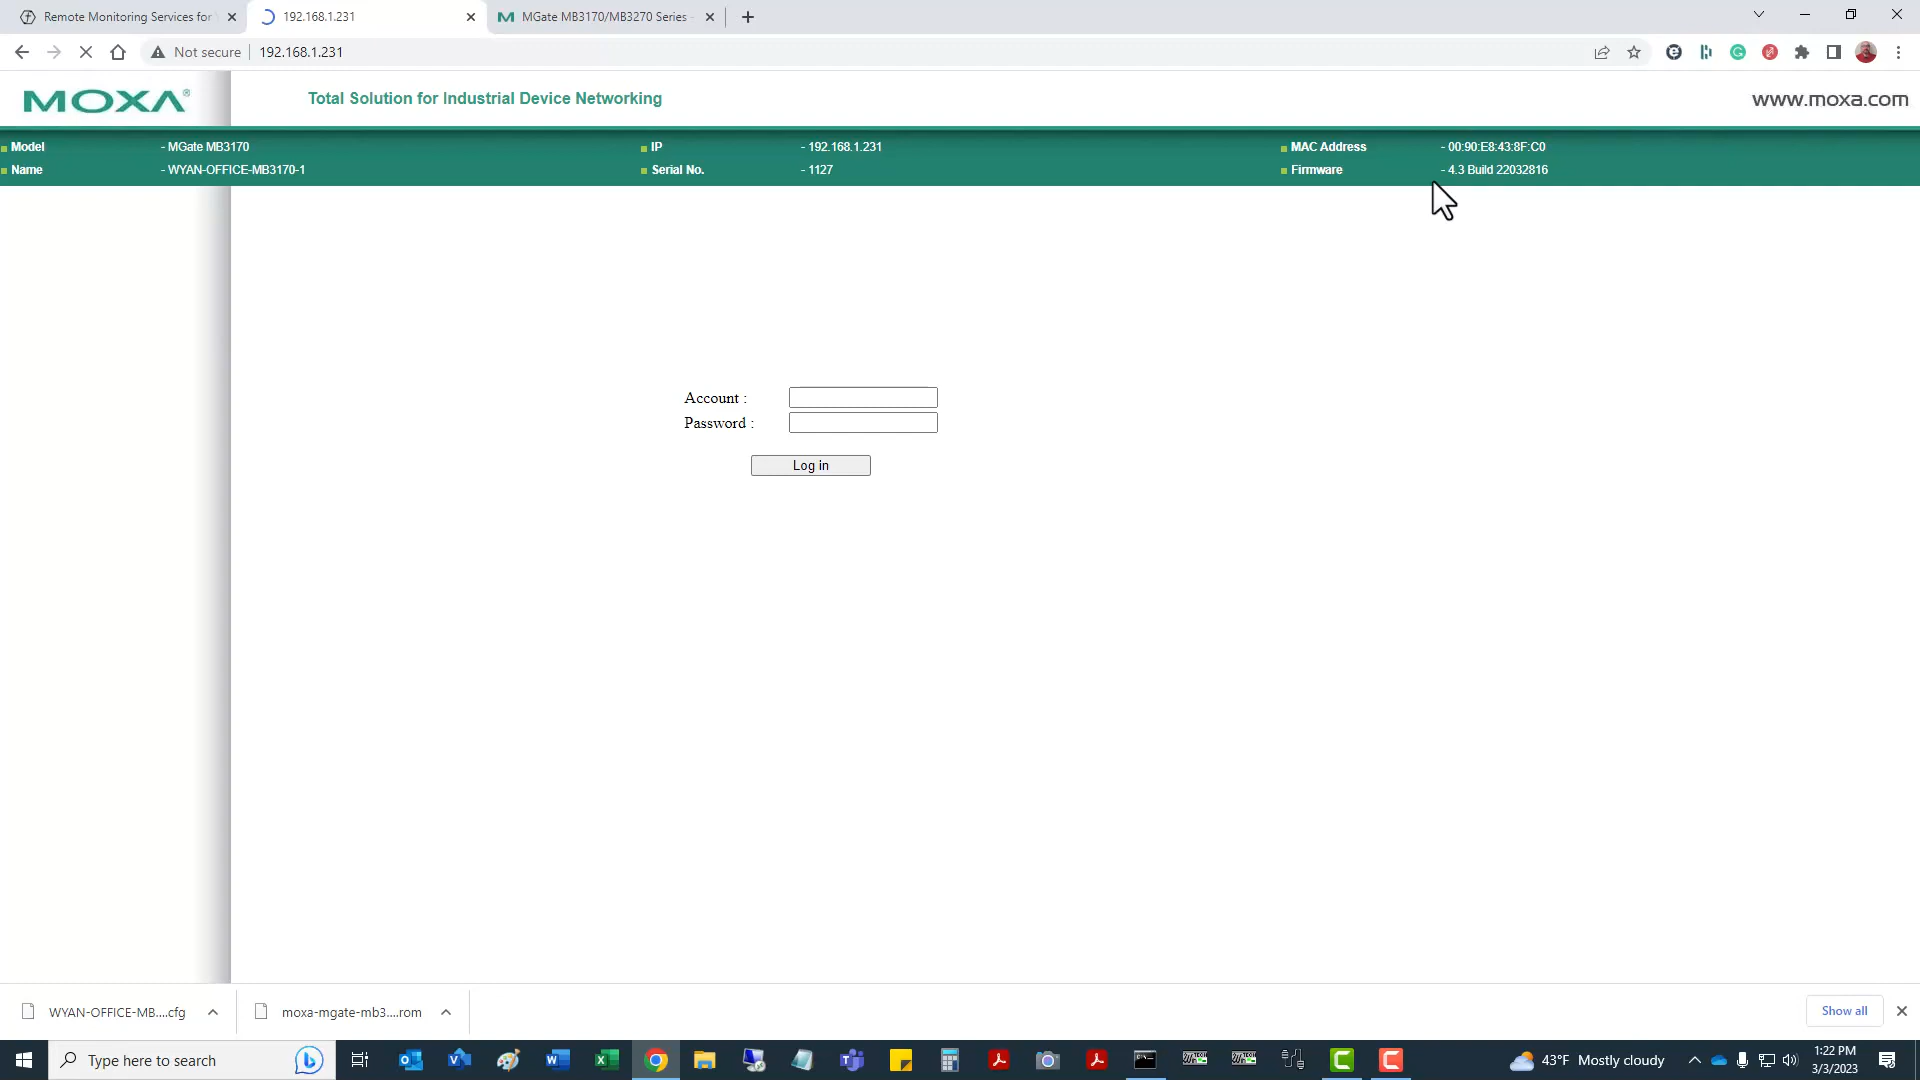 Remote Monitoring Services for
192.168.1.231
MGate MB3170/MB3270 Series -
Not secure
192.168.1.231
MOXA®
Total Solution for Industrial Device Networking
www.moxa.com
Model - MGate MB3170
IP - 192.168.1.231
MAC Address - 00:90:E8:43:8F:C0
Name - WYAN-OFFICE-MB3170-1
Serial No. - 1127
Firmware - 4.3 Build 22032816
Account :
Password :
Log in
WYAN-OFFICE-MB....cfg
moxa-mgate-mb3....rom
Show all
Type here to search
43°F Mostly cloudy
1:22 PM
3/3/2023